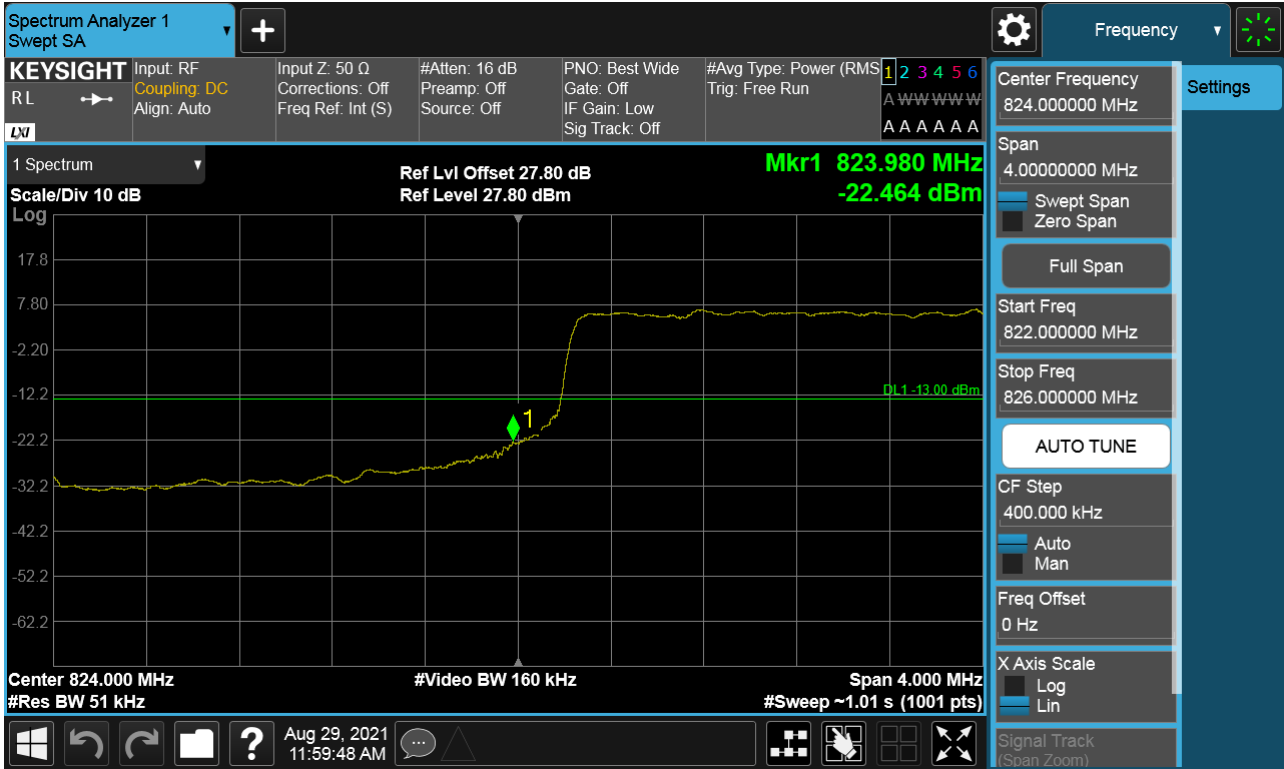 Spectrum Analyzer 1
Swept SA
+
Frequency
KEYSIGHT
R L
LXI
Input: RF
Coupling: DC
Align: Auto
Input Z: 50 Ω
Corrections: Off
Freq Ref: Int (S)
#Atten: 16 dB
Preamp: Off
Source: Off
PNO: Best Wide
Gate: Off
IF Gain: Low
Sig Track: Off
#Avg Type: Power (RMS
Trig: Free Run
1 2 3 4 5 6
A W W W W W
A A A A A A
1 Spectrum
Scale/Div 10 dB
Log
Ref Lvl Offset 27.80 dB
Ref Level 27.80 dBm
Mkr1 823.980 MHz
-22.464 dBm
17.8
7.80
-2.20
-12.2
-22.2
-32.2
-42.2
-52.2
-62.2
DL1 -13.00 dBm
1
Center 824.000 MHz
#Res BW 51 kHz
#Video BW 160 kHz
Span 4.000 MHz
#Sweep ~1.01 s (1001 pts)
Center Frequency
824.000000 MHz
Span
4.00000000 MHz
Swept Span
Zero Span
Full Span
Start Freq
822.000000 MHz
Stop Freq
826.000000 MHz
AUTO TUNE
CF Step
400.000 kHz
Auto
Man
Freq Offset
0 Hz
X Axis Scale
Log
Lin
Signal Track
(Span Zoom)
Settings
?
Aug 29, 2021
11:59:48 AM